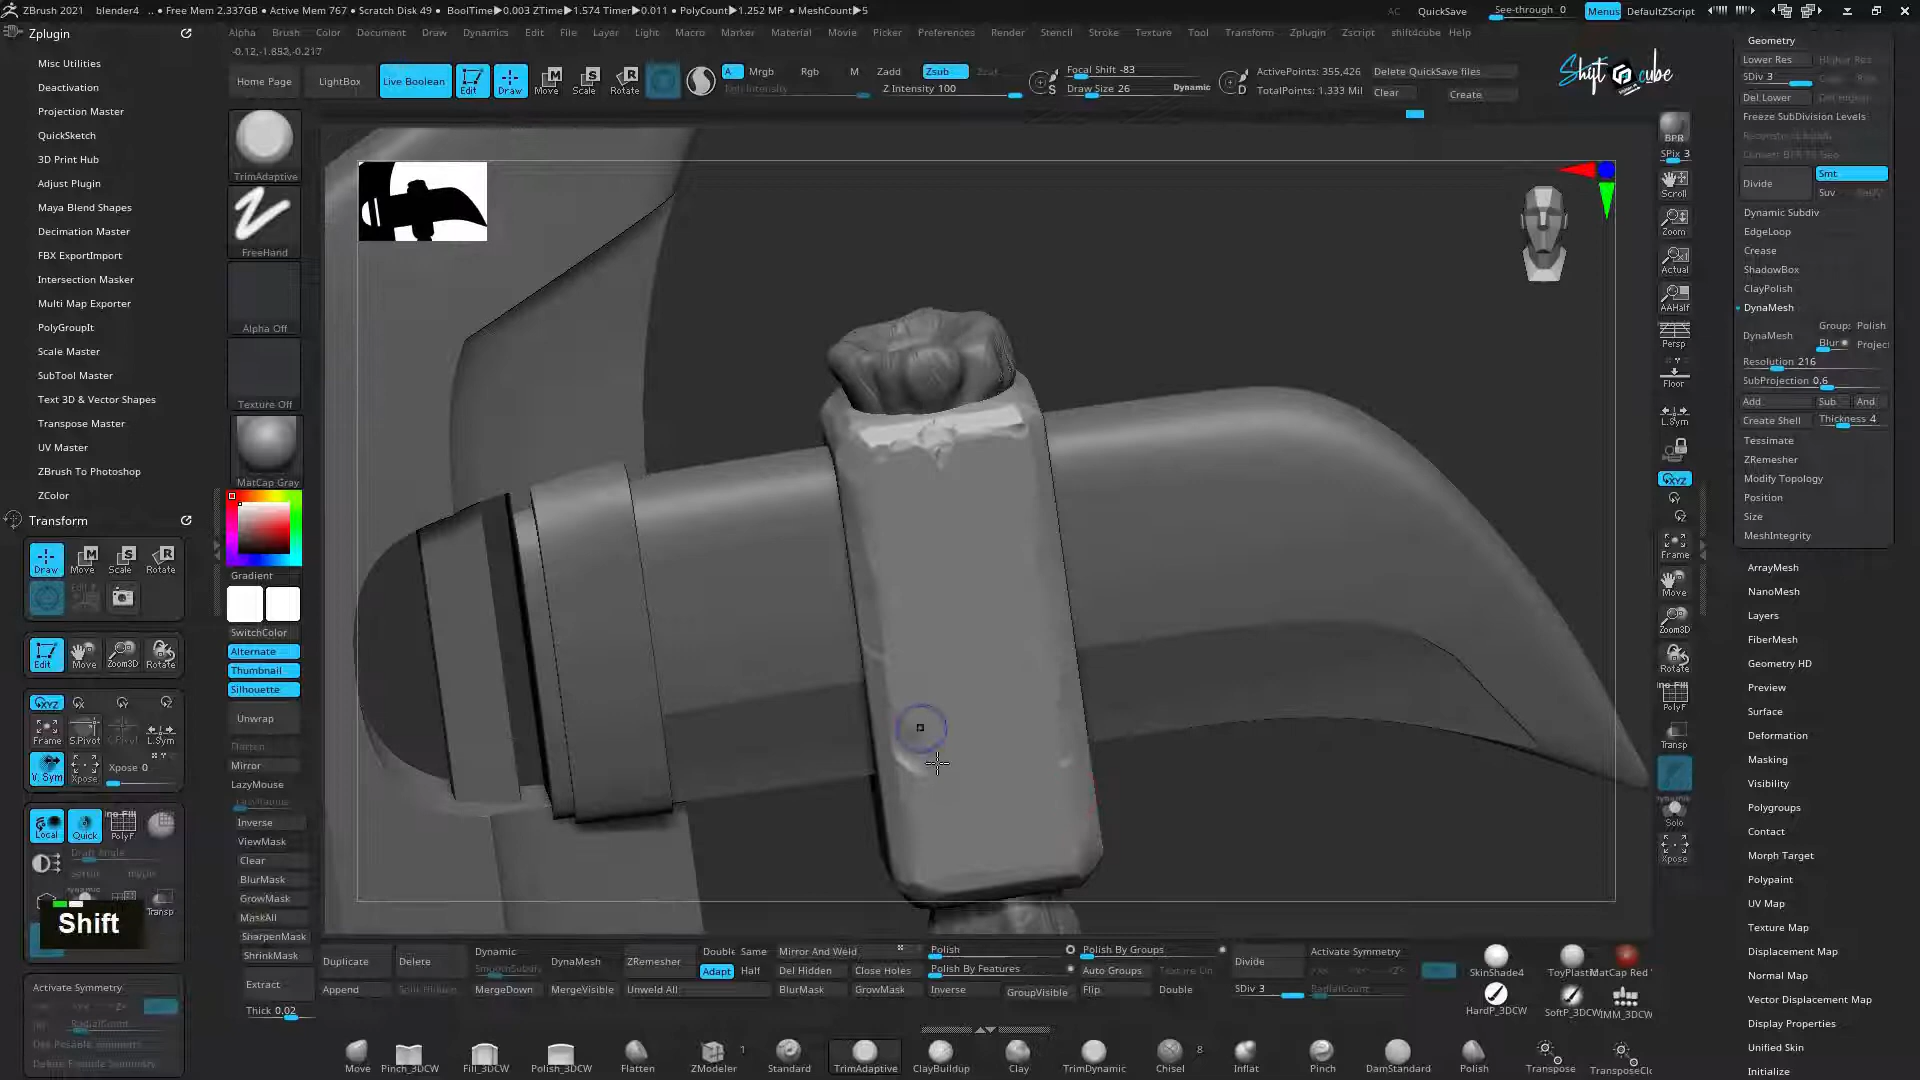 ZBrush 2021 blender4 .. • Free Mem 2.337GB • Active Mem 767 • Scratch Disk 49 • BoolTime▶0.003 ZTime▶1.574 Timer▶0.011 • PolyCount▶1.252 MP • MeshCount▶5 AC QuickSave See-through 0 Menus DefaultZScript
Zplugin Alpha Brush Color Document Draw Dynamics Edit File Layer Light Macro Marker Material Movie Picker Preferences Render Stencil Stroke Texture Tool Transform Zplugin Zscript shift4cube Help
-0.12,-1.852,-0.217
Home Page LightBox Live Boolean Edit Draw Move Scale Rotate A Mrgb Rgb M Zadd Zsub
Z Intensity 100
Focal Shift -83
Draw Size 26 Dynamic
ActivePoints: 355,426
TotalPoints: 1.333 Mil
Delete QuickSave files
Clear Create
Shift cube
Misc Utilities
Deactivation
Projection Master
QuickSketch
3D Print Hub
Adjust Plugin
Maya Blend Shapes
Decimation Master
FBX ExportImport
Intersection Masker
Multi Map Exporter
PolyGroupIt
Scale Master
SubTool Master
Text 3D & Vector Shapes
Transpose Master
UV Master
ZBrush To Photoshop
ZColor
Transform
Draw Move Scale Rotate
Edit Move Zoom3D Rotate
XYZ
Frame S.Pivot L.Sym
Xpose Xpose 0
Local Quick PolyF
Transp
Shift
Activate Symmetry
TrimAdaptive
FreeHand
Alpha Off
Texture Off
MatCap Gray
Gradient
SwitchColor
Alternate
Thumbnail
Silhouette
Unwrap
Mirror
LazyMouse
Inverse
ViewMask
Clear
BlurMask
GrowMask
MaskAll
SharpenMask
ShrinkMask
Extract
Thick 0.02
BPR
SPix 3
Scroll
Zoom
Actual
AAHalf
Persp
Floor
L.Sym
XYZ
Frame
Move
Zoom3D
Rotate
PolyF
Transp
Solo
Xpose
Geometry
Lower Res
SDiv 3
Del Lower
Freeze SubDivision Levels
Divide Smt
Suv
Dynamic Subdiv
EdgeLoop
Crease
ShadowBox
ClayPolish
DynaMesh
DynaMesh Group: Polish
Blur Project
Resolution 216
SubProjection 0.6
Add Sub And
Create Shell Thickness 4
Tessimate
ZRemesher
Modify Topology
Position
Size
MeshIntegrity
ArrayMesh
NanoMesh
Layers
FiberMesh
Geometry HD
Preview
Surface
Deformation
Masking
Visibility
Polygroups
Contact
Morph Target
Polypaint
UV Map
Texture Map
Displacement Map
Normal Map
Vector Displacement Map
Display Properties
Unified Skin
Initialize
Duplicate Delete Dynamic DynaMesh ZRemesher Double Same Mirror And Weld Polish Polish By Groups Divide Activate Symmetry
Adapt Half Del Hidden Close Holes Polish By Features Auto Groups
Append MergeDown MergeVisible Unweld All BlurMask GrowMask Inverse GroupVisible Flip Double SDiv 3
SkinShade4 ToyPlastic MatCap Red
HardP_3DCW SoftP_3DCW IMM_3DCW
Move Pinch_3DCW Fill_3DCW Polish_3DCW Flatten ZModeler 1 Standard TrimAdaptive ClayBuildup Clay TrimDynamic Chisel 8 Inflat Pinch DamStandard Polish Transpose TransposeClo